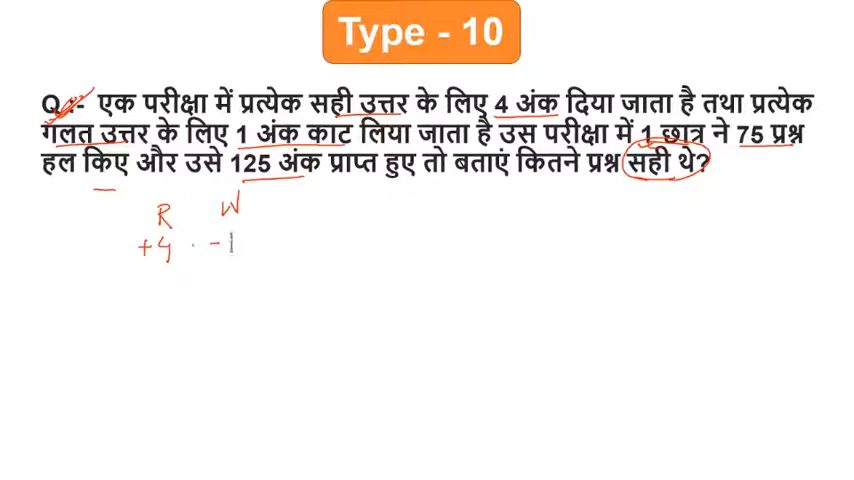 Type - 10
Q :- एक परीक्षा में प्रत्येक सही उत्तर के लिए 4 अंक दिया जाता है तथा प्रत्येक
गलत उत्तर के लिए 1 अंक काट लिया जाता है उस परीक्षा में 1 छात्र ने 75 प्रश्न
हल किए और उसे 125 अंक प्राप्त हुए तो बताएं कितने प्रश्न सही थे?
R W
+4 -1